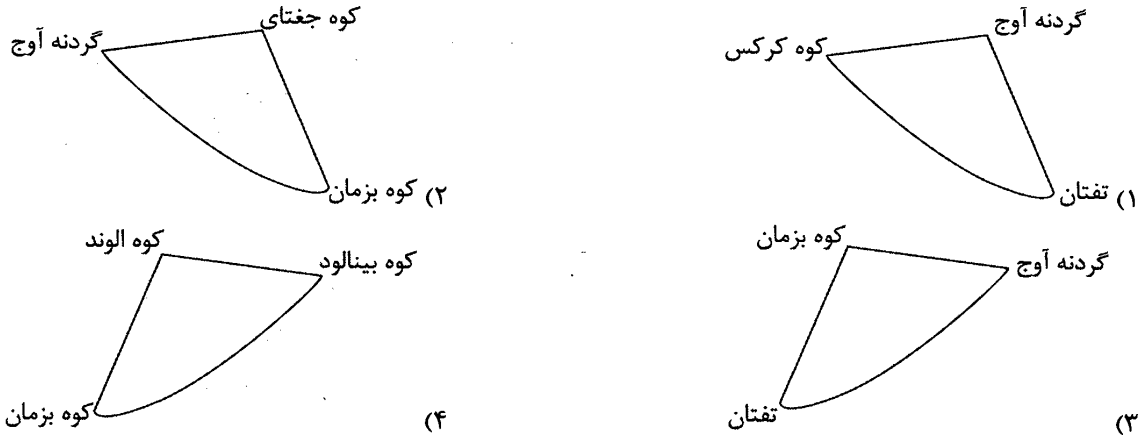 گردنه آوج
کوه کرکس
تفتان
۱)
کوه جغتای
گردنه آوج
کوه بزمان
۲)
کوه بزمان
گردنه آوج
تفتان
۳)
کوه الوند
کوه بینالود
کوه بزمان
۴)